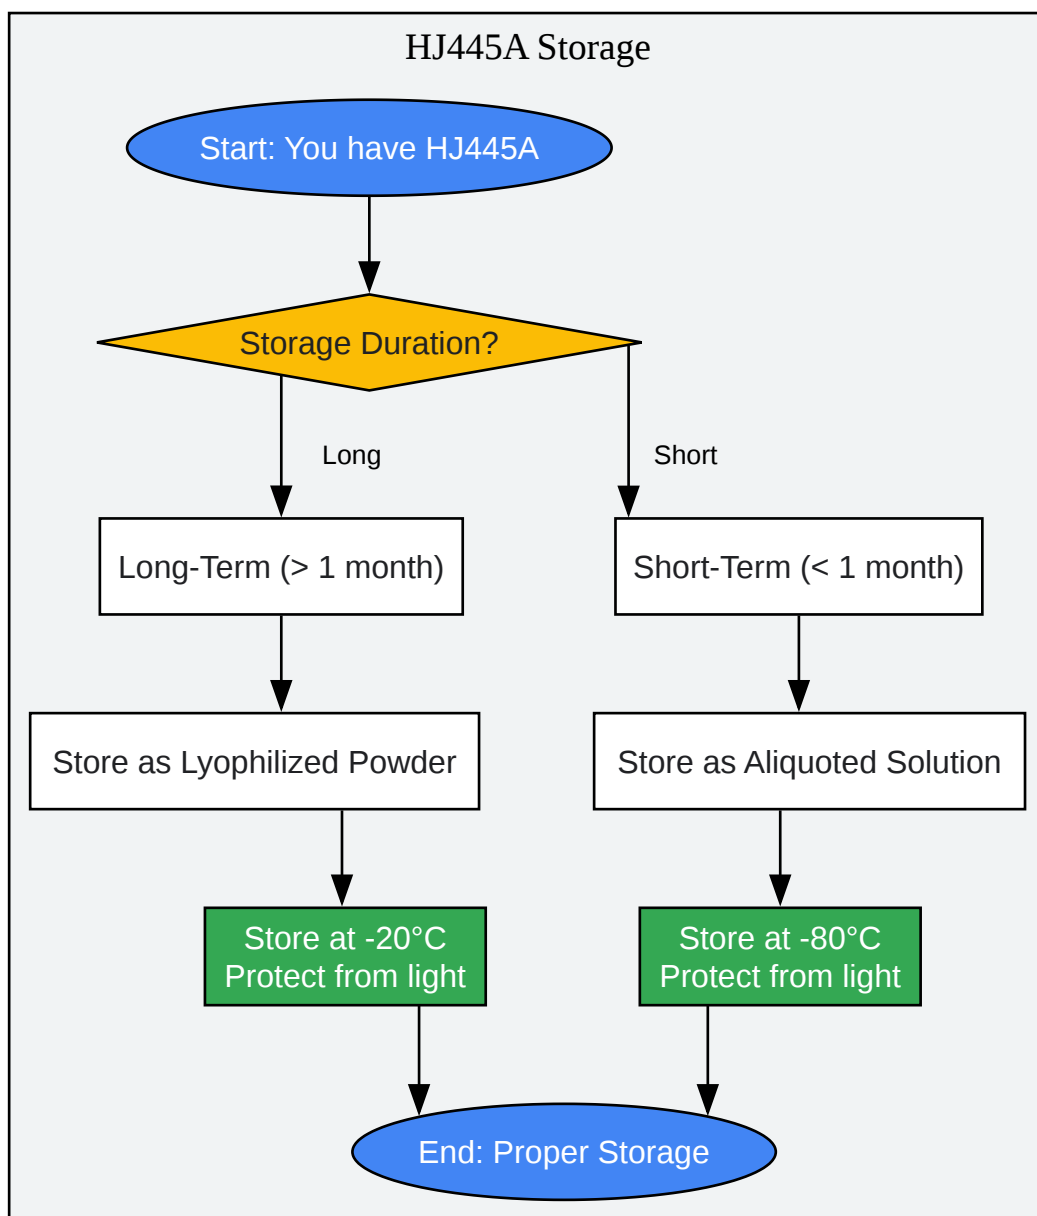 HJ445A Storage
Start: You have HJ445A
Storage Duration?
Long
Short
Long-Term (> 1 month)
Short-Term (< 1 month)
Store as Lyophilized Powder
Store as Aliquoted Solution
Store at -20°C
Protect from light
Store at -80°C
Protect from light
End: Proper Storage